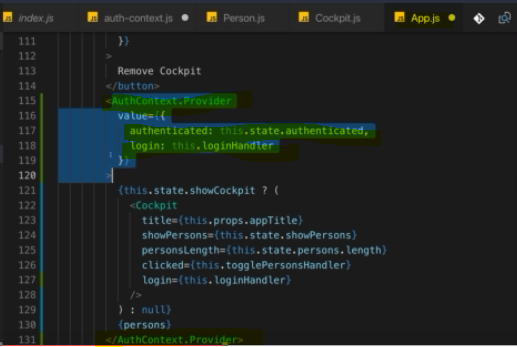 index.js auth-context.js Person.js Cockpit.js App.js
111 }}
112 >
113 Remove Cockpit
114 </button>
115 <AuthContext.Provider
116 value={{
117 authenticated: this.state.authenticated,
118 login: this.loginHandler
119 }}
120 >
121 {this.state.showCockpit ? (
122 <Cockpit
123 title={this.props.appTitle}
124 showPersons={this.state.showPersons}
125 personsLength={this.state.persons.length}
126 clicked={this.togglePersonsHandler}
127 login={this.loginHandler}
128 />
129 ) : null}
130 {persons}
131 </AuthContext.Provider>